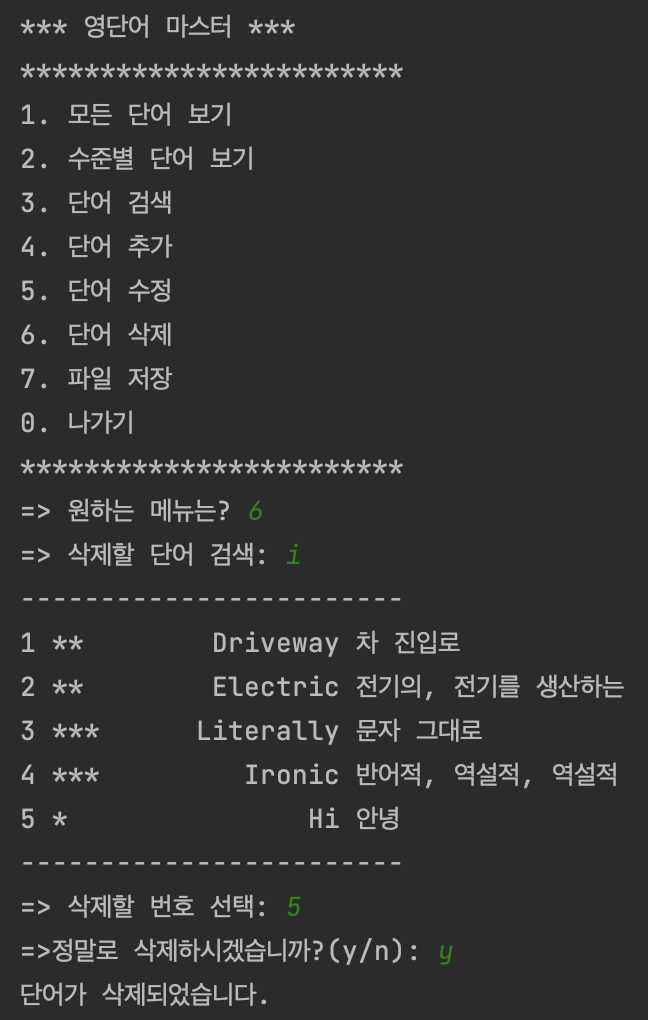 *** 영단어 마스터 ***
************************
1. 모든 단어 보기
2. 수준별 단어 보기
3. 단어 검색
4. 단어 추가
5. 단어 수정
6. 단어 삭제
7. 파일 저장
0. 나가기
************************
=> 원하는 메뉴는? 6
=> 삭제할 단어 검색: i
------------------------
1 **        Driveway 차 진입로
2 **        Electric 전기의, 전기를 생산하는
3 ***      Literally 문자 그대로
4 ***         Ironic 반어적, 역설적, 역설적
5 *               Hi 안녕
------------------------
=> 삭제할 번호 선택: 5
=>정말로 삭제하시겠습니까?(y/n): y
단어가 삭제되었습니다.